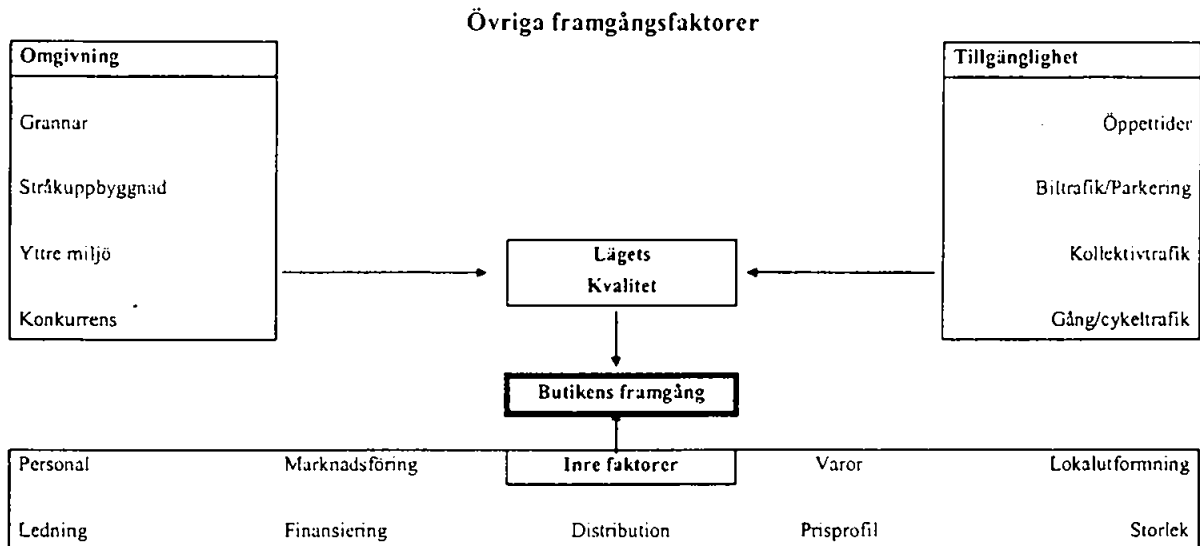 Övriga framgångsfaktorer
Omgivning
Grannar
Stråkuppbyggnad
Yttre miljö
Konkurrens
Tillgänglighet
Öppettider
Biltrafik/Parkering
Kollektivtrafik
Gång/cykeltrafik
Lägets
Kvalitet
Butikens framgång
Personal Marknadsföring Inre faktorer Varor Lokalutformning
Ledning Finansiering Distribution Prisprofil Storlek